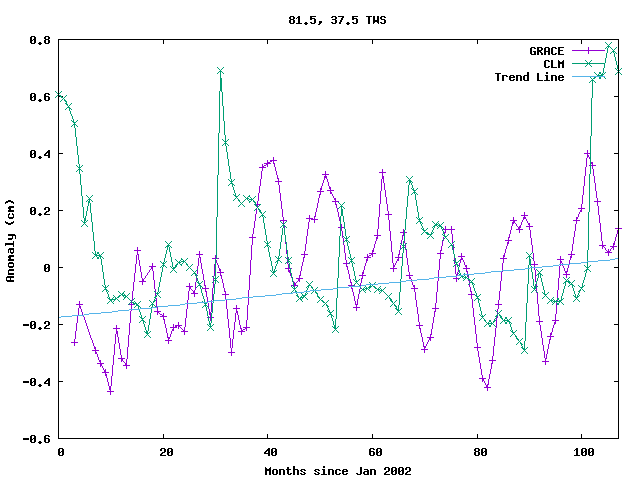 81.5, 37.5 TWS
GRACE
CLM
Trend Line
Anomaly (cm)
0.8
0.6
0.4
0.2
0
-0.2
-0.4
-0.6
0 20 40 60 80 100
Months since Jan 2002